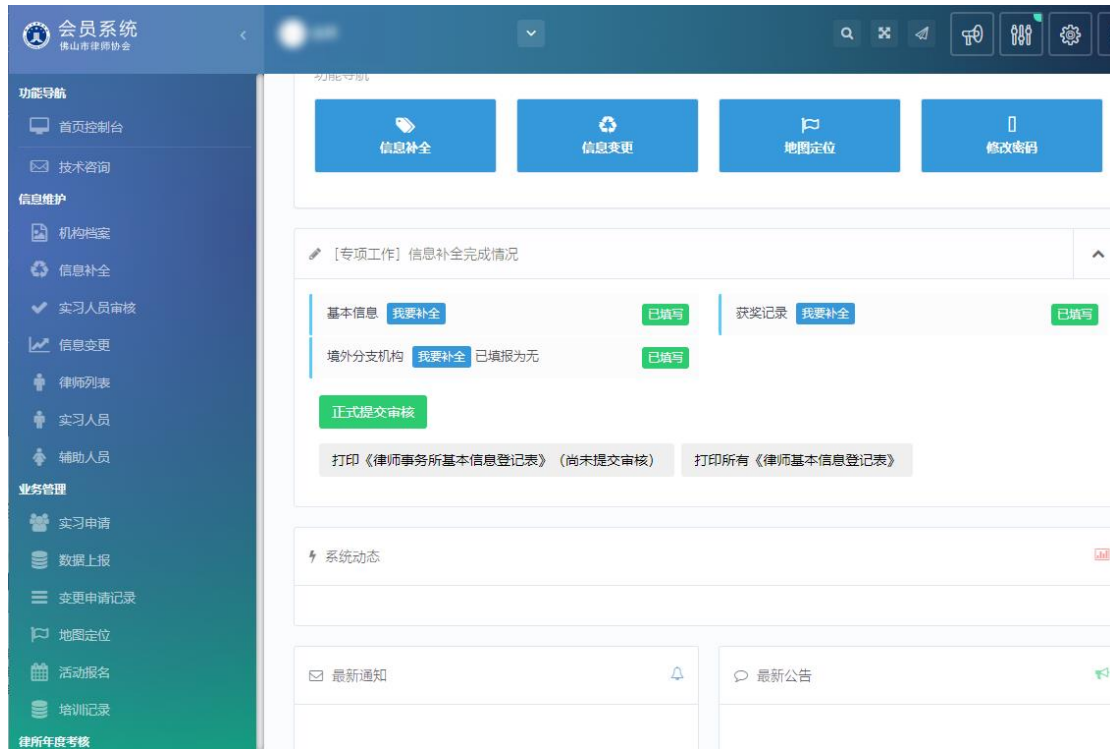 会员系统
佛山市律师协会
功能导航
首页控制台
技术咨询
信息维护
机构档案
信息补全
实习人员审核
信息变更
律师列表
实习人员
辅助人员
业务管理
实习申请
数据上报
变更申请记录
地图定位
活动报名
培训记录
律所年度考核
功能导航
信息补全
信息变更
地图定位
修改密码
[专项工作] 信息补全完成情况
基本信息 我要补全 已填写
获奖记录 我要补全 已填写
境外分支机构 我要补全 已填报为无 已填写
正式提交审核
打印《律师事务所基本信息登记表》（尚未提交审核）
打印所有《律师基本信息登记表》
系统动态
最新通知
最新公告